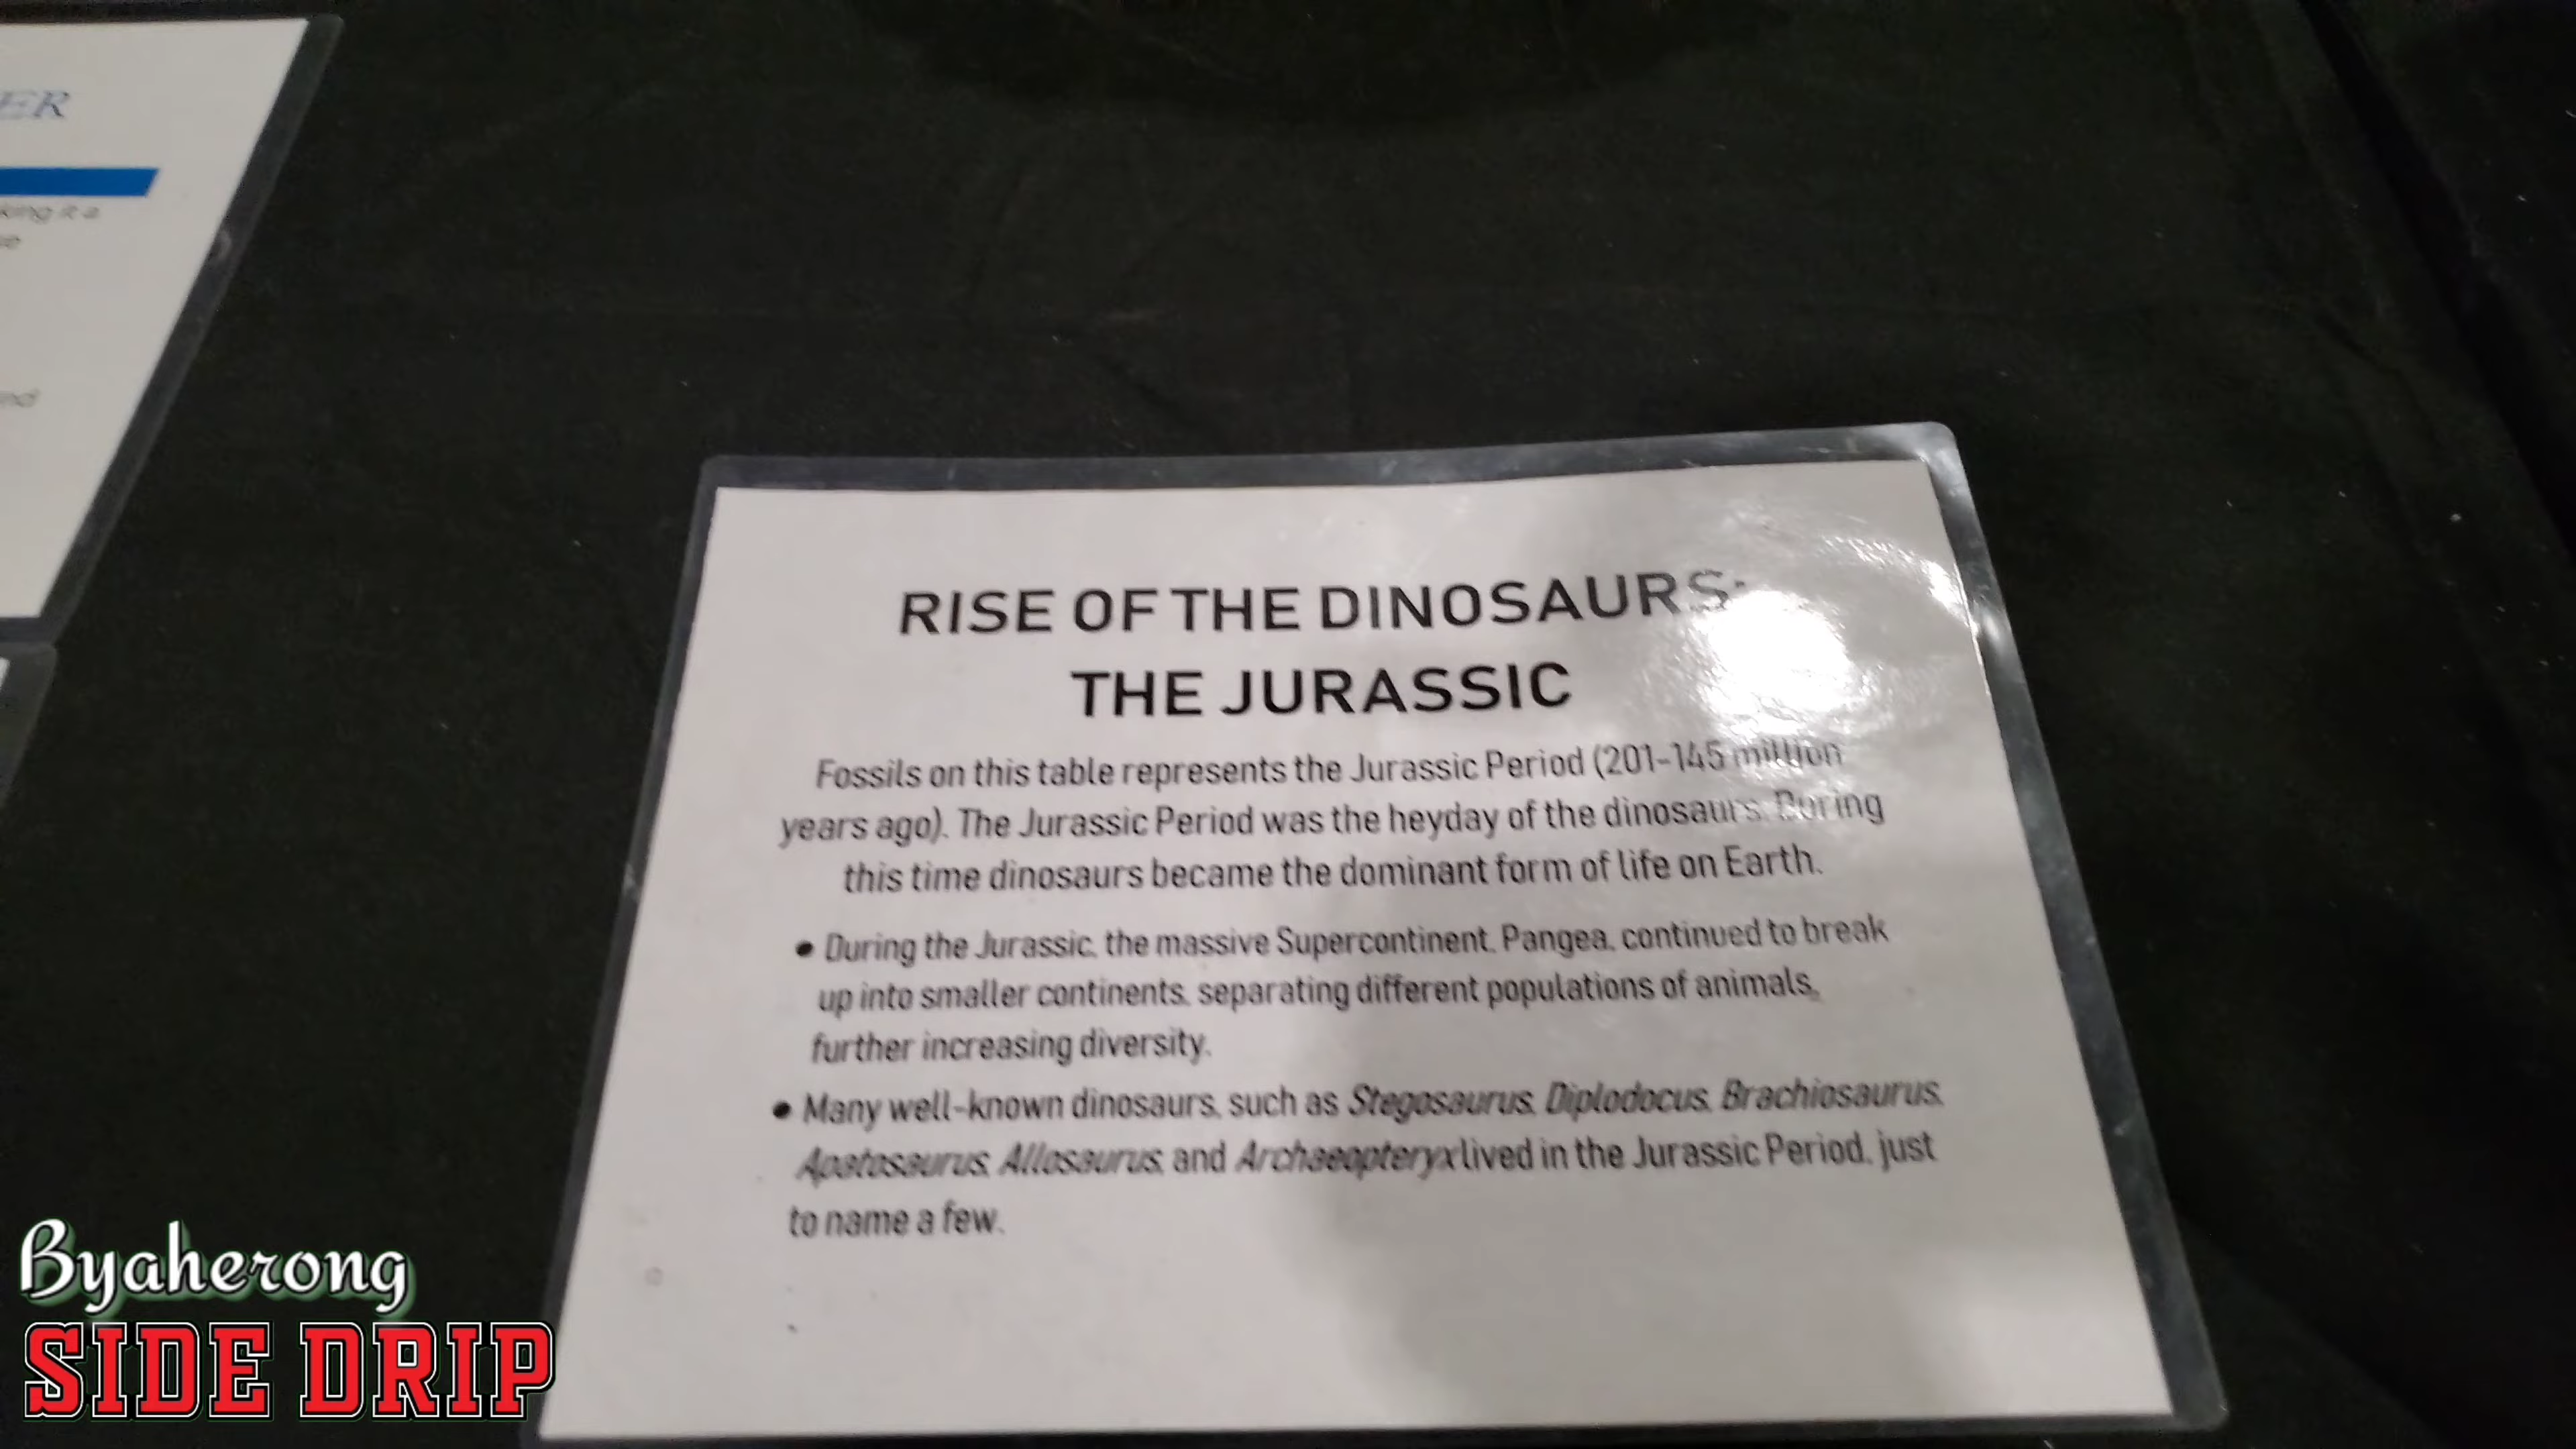 ER
king it a
RISE OF THE DINOSAURS:
THE JURASSIC
Fossils on this table represents the Jurassic Period (201-145 million
years ago). The Jurassic Period was the heyday of the dinosaurs. During
this time dinosaurs became the dominant form of life on Earth.
• During the Jurassic, the massive Supercontinent, Pangea, continued to break
up into smaller continents, separating different populations of animals,
further increasing diversity.
• Many well-known dinosaurs, such as Stegosaurus, Diplodocus, Brachiosaurus,
Apatosaurus, Allosaurus, and Archaeopteryx lived in the Jurassic Period, just
to name a few.
Byaherong
SIDE DRIP